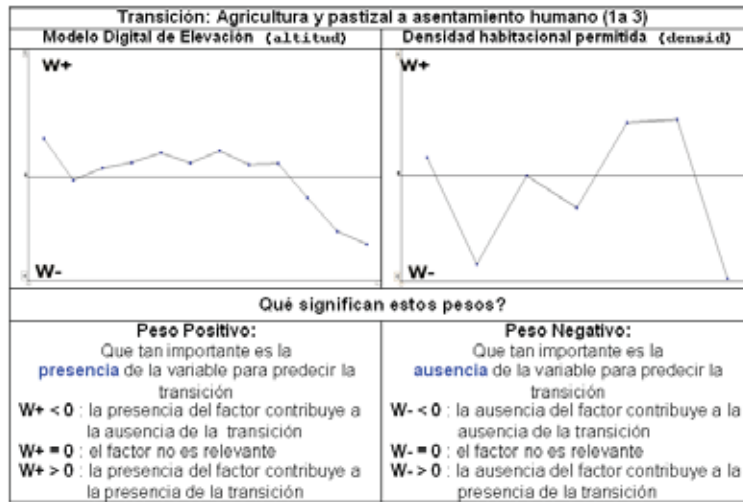 Transición: Agricultura y pastizal a asentamiento humano (1a 3)
Modelo Digital de Elevación (altitud)
Densidad habitacional permitida (densid)
W+
W-
W+
W-
Qué significan estos pesos?
Peso Positivo:
Que tan importante es la
presencia de la variable para predecir la
transición
W+ < 0 : la presencia del factor contribuye a
la ausencia de la transición
W+ = 0 : el factor no es relevante
W+ > 0 : la presencia del factor contribuye a
la presencia de la transición
Peso Negativo:
Que tan importante es la
ausencia de la variable para predecir la
transición
W- < 0 : la ausencia del factor contribuye a la
ausencia de la transición
W- = 0 : el factor no es relevante
W- > 0 : la ausencia del factor contribuye a la
presencia de la transición